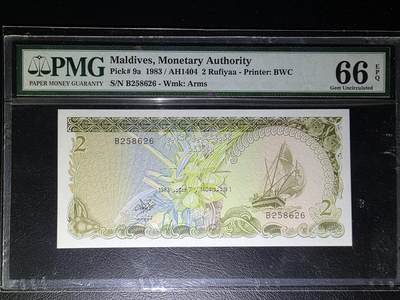 PMG
PAPER MONEY GUARANTY
Maldives, Monetary Authority
Pick# 9a 1983 / AH1404 2 Rufiyaa - Printer: BWC
S/N B258626 - Wmk: Arms
66 EPQ
Gem Uncirculated
2
B258626
1983
B258626
2